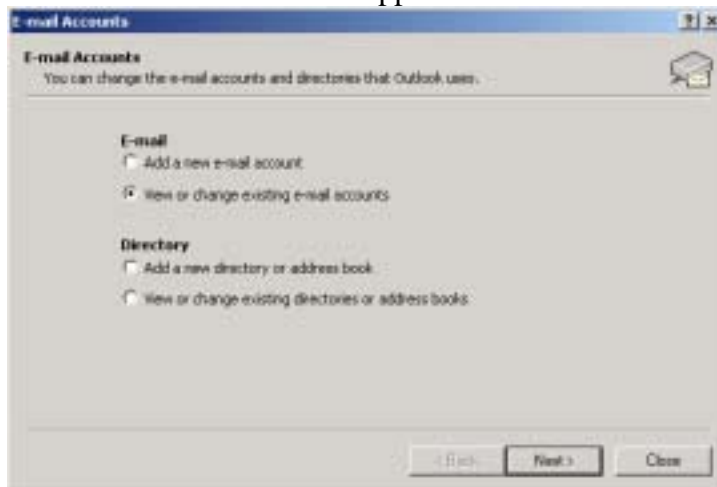 E-mail Accounts
E-mail Accounts
You can change the e-mail accounts and directories that Outlook uses.
E-mail
Add a new e-mail account
View or change existing e-mail accounts
Directory
Add a new directory or address book
View or change existing directories or address books
< Back
Next >
Close